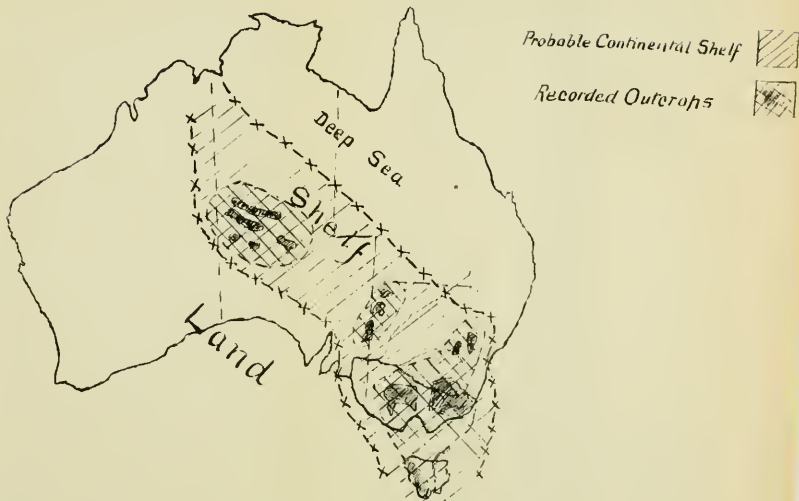 Probable Continental Shelf
Recorded Outcrops
Deep Sea
Shelf
Land